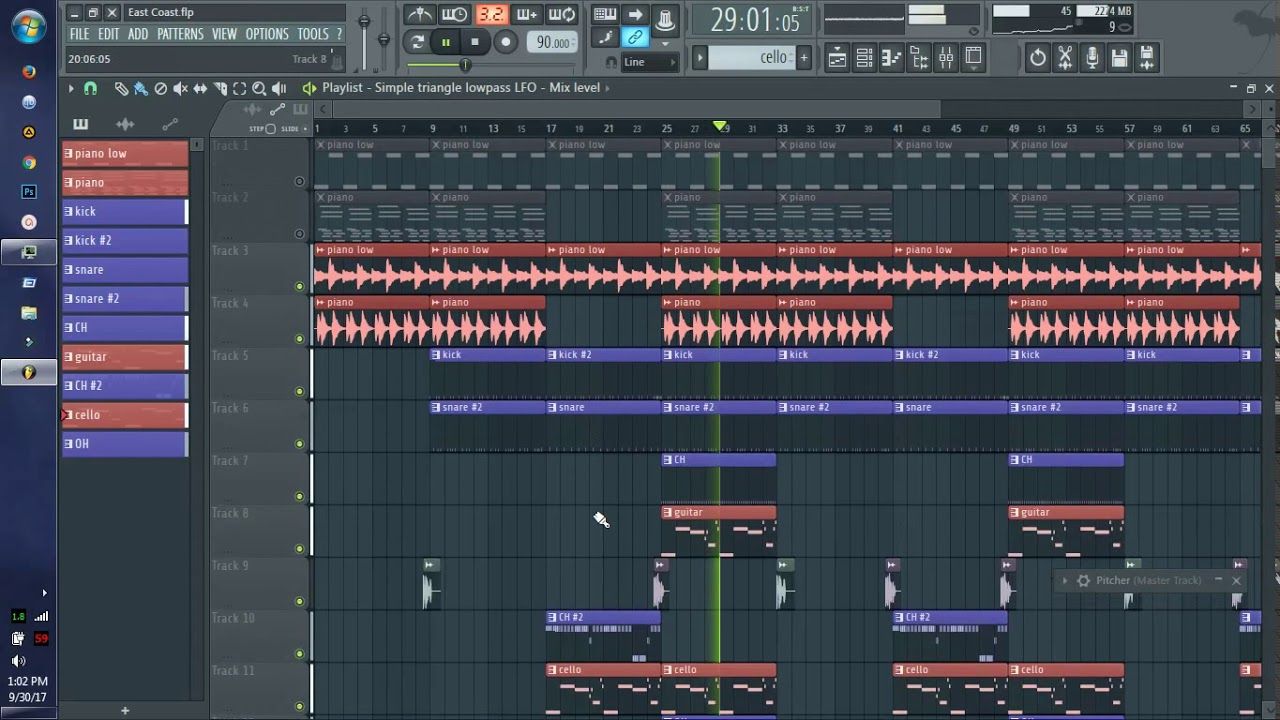 East Coast.flp
FILE EDIT ADD PATTERNS VIEW OPTIONS TOOLS ?
20:06:05 Track 8
3.2
90.000
Line
29:01:05 B:S:T
cello
45 2274 MB
9
Playlist - Simple triangle lowpass LFO - Mix level
STEP SLIDE
1 3 5 7 9 11 13 15 17 19 21 23 25 27 29 31 33 35 37 39 41 43 45 47 49 51 53 55 57 59 61 63 65
piano low
piano
kick
kick #2
snare
snare #2
CH
guitar
CH #2
cello
OH
Track 1 piano low piano low piano low piano low piano low piano low piano low piano low
Track 2 piano piano piano piano piano piano
Track 3 piano low piano low piano low piano low piano low piano low piano low piano low
Track 4 piano piano piano piano piano piano
Track 5 kick kick #2 kick kick kick #2 kick kick
Track 6 snare #2 snare snare #2 snare #2 snare snare #2 snare #2
Track 7 CH CH
Track 8 guitar guitar
Track 9
Pitcher (Master Track)
Track 10 CH #2 CH #2
Track 11 cello cello cello cello
Ps
1.8
59
1:02 PM
9/30/17